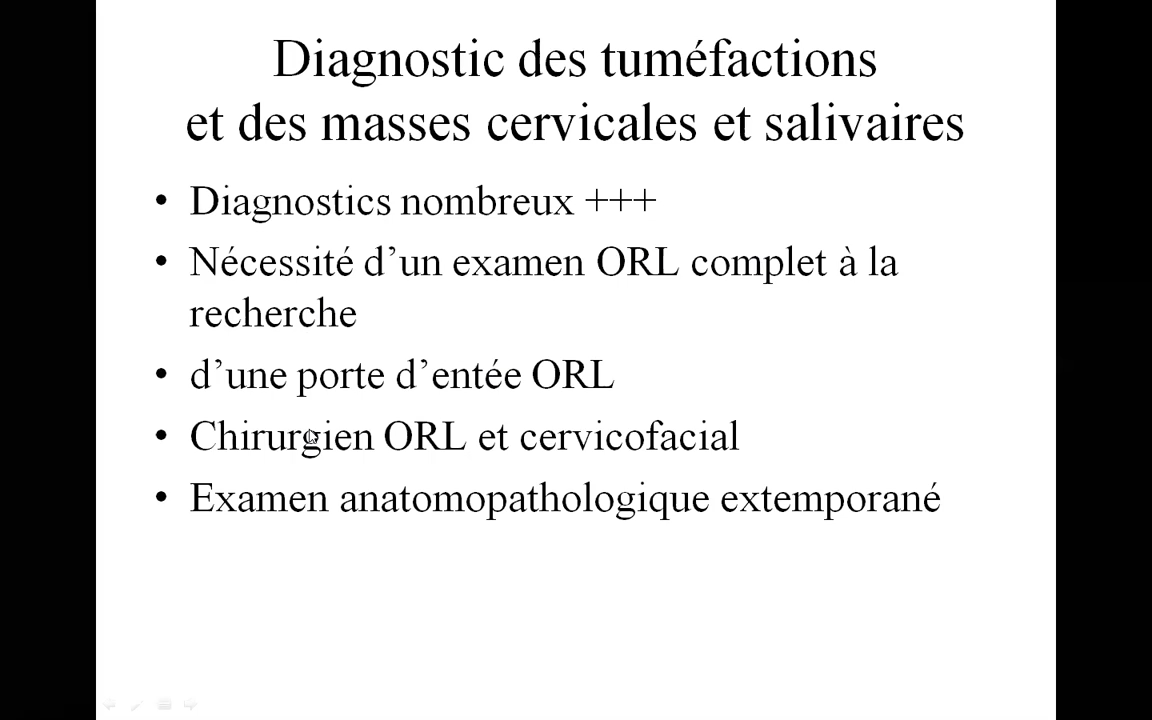 Diagnostic des tuméfactions
et des masses cervicales et salivaires
• Diagnostics nombreux +++
• Nécessité d’un examen ORL complet à la
recherche
• d’une porte d’entée ORL
• Chirurgien ORL et cervicofacial
• Examen anatomopathologique extemporané